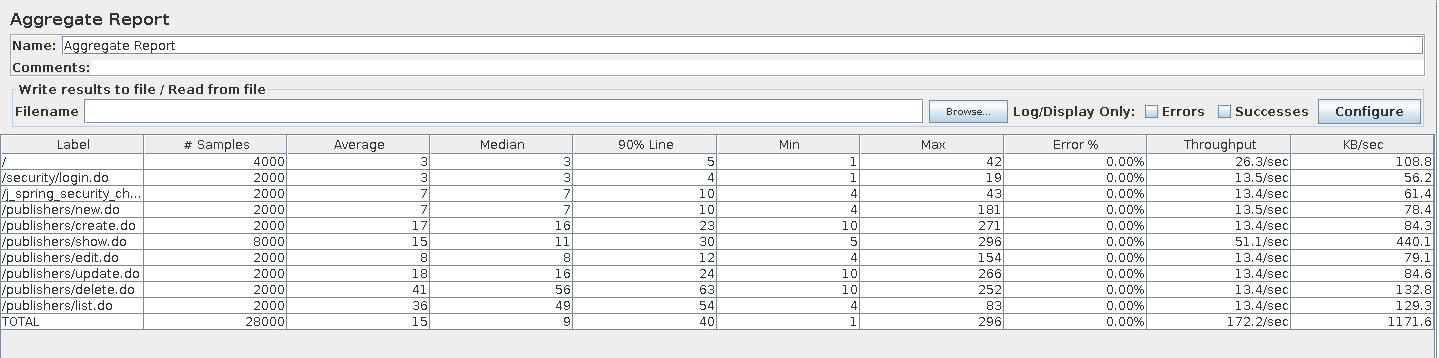 Aggregate Report
Name: Aggregate Report
Comments:
Write results to file / Read from file
Filename Browse... Log/Display Only: Errors Successes Configure
Label # Samples Average Median 90% Line Min Max Error % Throughput KB/sec
/ 4000 3 3 5 1 42 0.00% 26.3/sec 108.8
/security/login.do 2000 3 3 4 1 19 0.00% 13.5/sec 56.2
/j_spring_security_ch... 2000 7 7 10 4 43 0.00% 13.4/sec 61.4
/publishers/new.do 2000 7 7 10 4 181 0.00% 13.5/sec 78.4
/publishers/create.do 2000 17 16 23 10 271 0.00% 13.4/sec 84.3
/publishers/show.do 8000 15 11 30 5 296 0.00% 51.1/sec 440.1
/publishers/edit.do 2000 8 8 12 4 154 0.00% 13.4/sec 79.1
/publishers/update.do 2000 18 16 24 10 266 0.00% 13.4/sec 84.6
/publishers/delete.do 2000 41 56 63 10 252 0.00% 13.4/sec 132.8
/publishers/list.do 2000 36 49 54 4 83 0.00% 13.4/sec 129.3
TOTAL 28000 15 9 40 1 296 0.00% 172.2/sec 1171.6